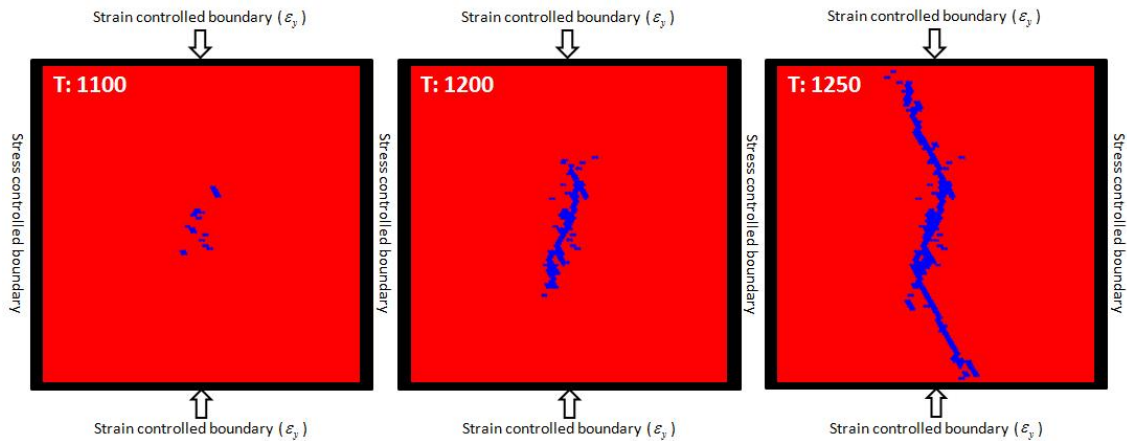 Strain controlled boundary (εy)
Strain controlled boundary (εy)
Strain controlled boundary (εy)
T: 1100
T: 1200
T: 1250
Stress controlled boundary
Stress controlled boundary
Stress controlled boundary
Stress controlled boundary
Strain controlled boundary (εy)
Strain controlled boundary (εy)
Strain controlled boundary (εy)